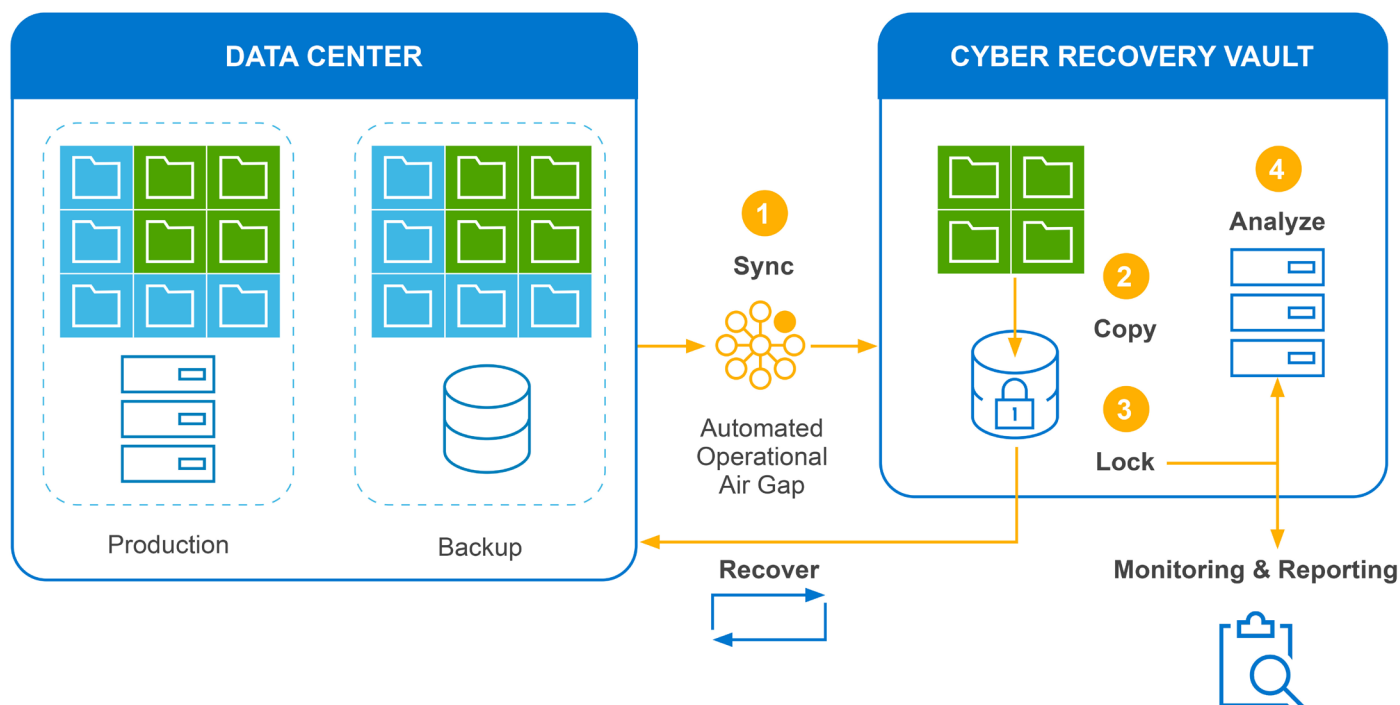 DATA CENTER
CYBER RECOVERY VAULT
1
Sync
Automated
Operational
Air Gap
Production
Backup
2
Copy
1
3
Lock
4
Analyze
Recover
Monitoring & Reporting